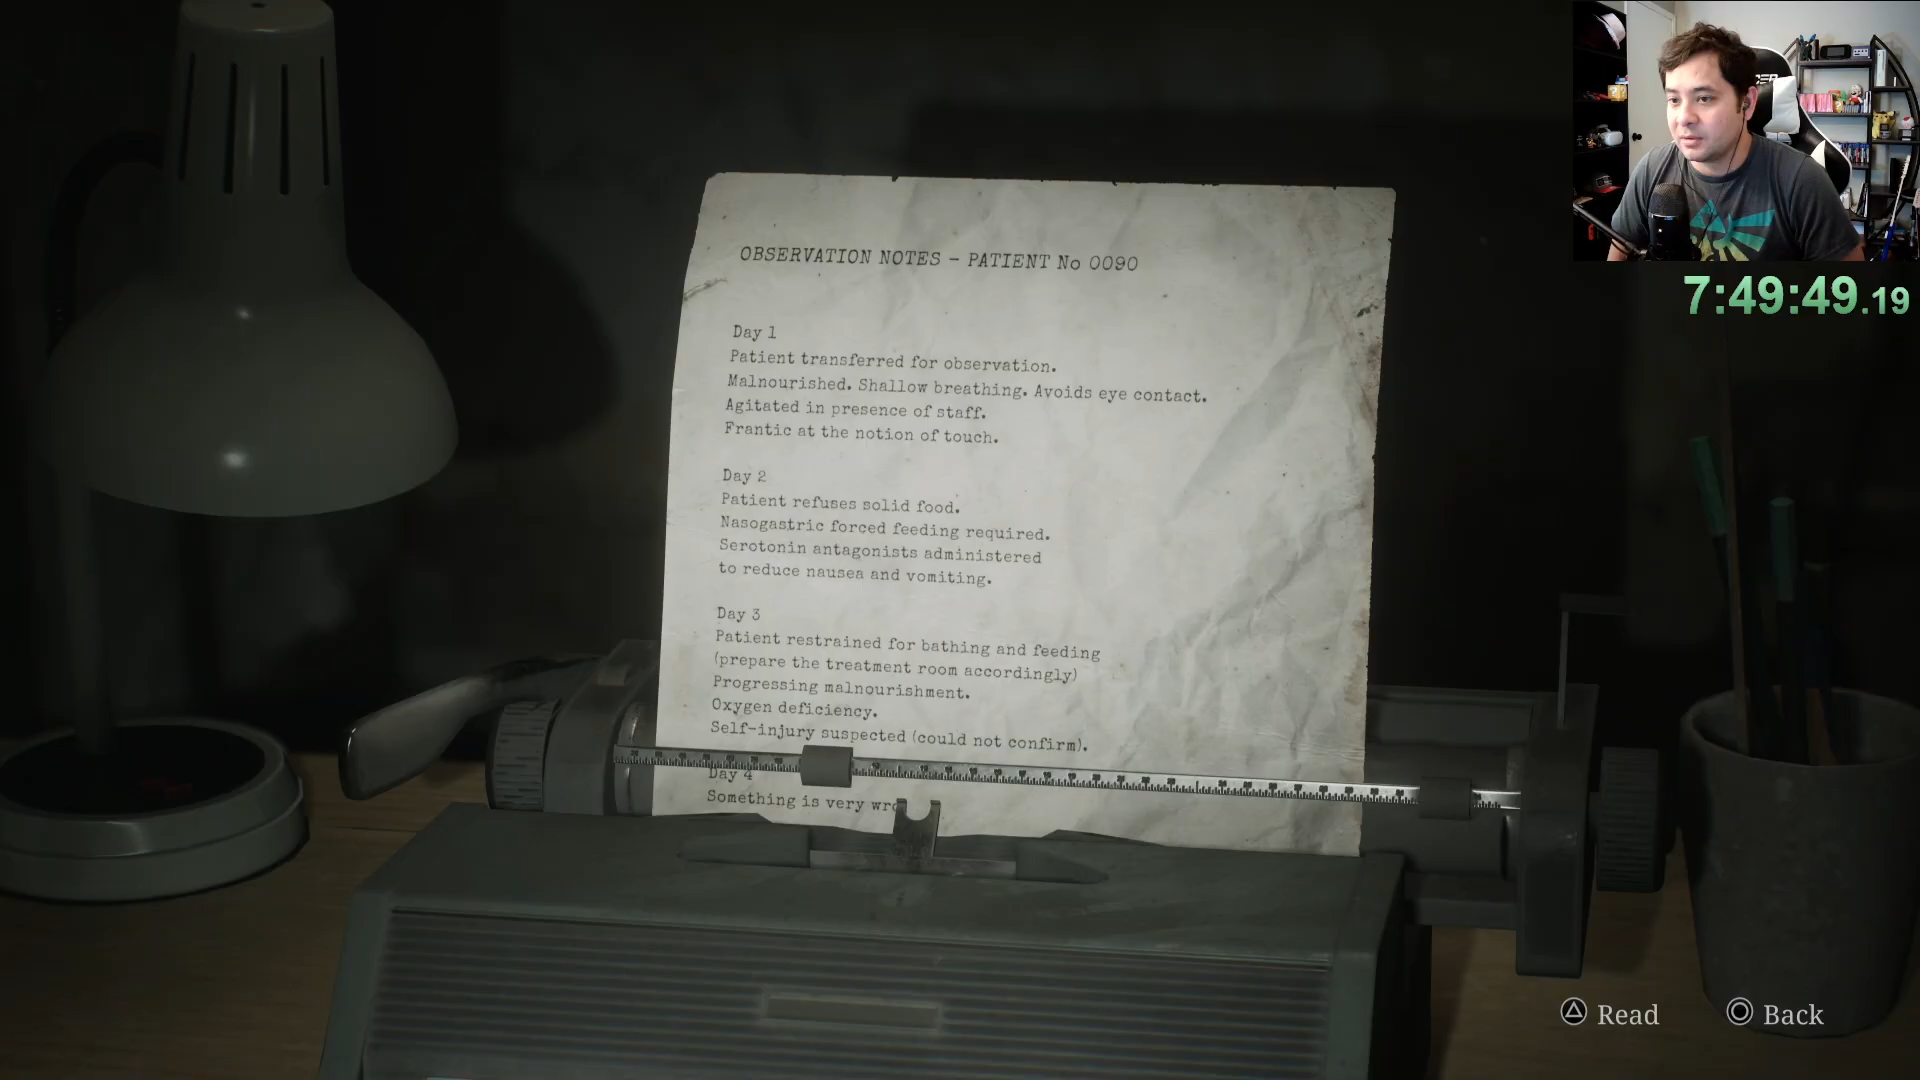 OBSERVATION NOTES - PATIENT No 0090
Day 1
Patient transferred for observation.
Malnourished. Shallow breathing. Avoids eye contact.
Agitated in presence of staff.
Frantic at the notion of touch.
Day 2
Patient refuses solid food.
Nasogastric forced feeding required.
Serotonin antagonists administered
to reduce nausea and vomiting.
Day 3
Patient restrained for bathing and feeding
(prepare the treatment room accordingly)
Progressing malnourishment.
Oxygen deficiency.
Self-injury suspected (could not confirm).
Day 4
Something is very wro
7:49:49.19
Read
Back